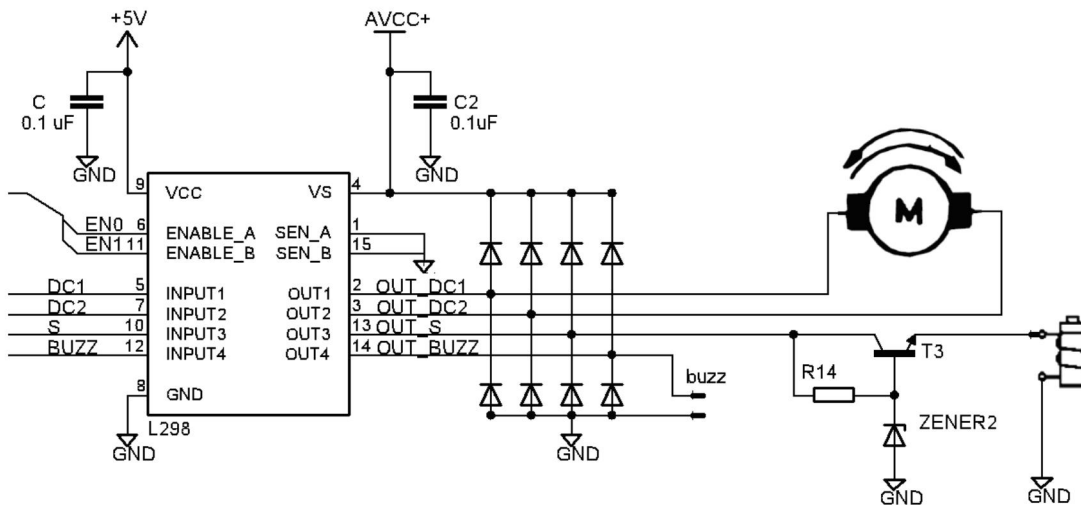 +5V
AVCC+
C
0.1 uF
C2
0.1uF
GND
GND
9 VCC VS 4
EN0 6 ENABLE_A SEN_A 1
EN1 11 ENABLE_B SEN_B 15
M
DC1 5 INPUT1 OUT1 2 OUT_DC1
DC2 7 INPUT2 OUT2 3 OUT_DC2
S 10 INPUT3 OUT3 13 OUT_S
BUZZ 12 INPUT4 OUT4 14 OUT_BUZZ
T3
buzz
R14
8 GND
L298
ZENER2
GND
GND
GND
GND